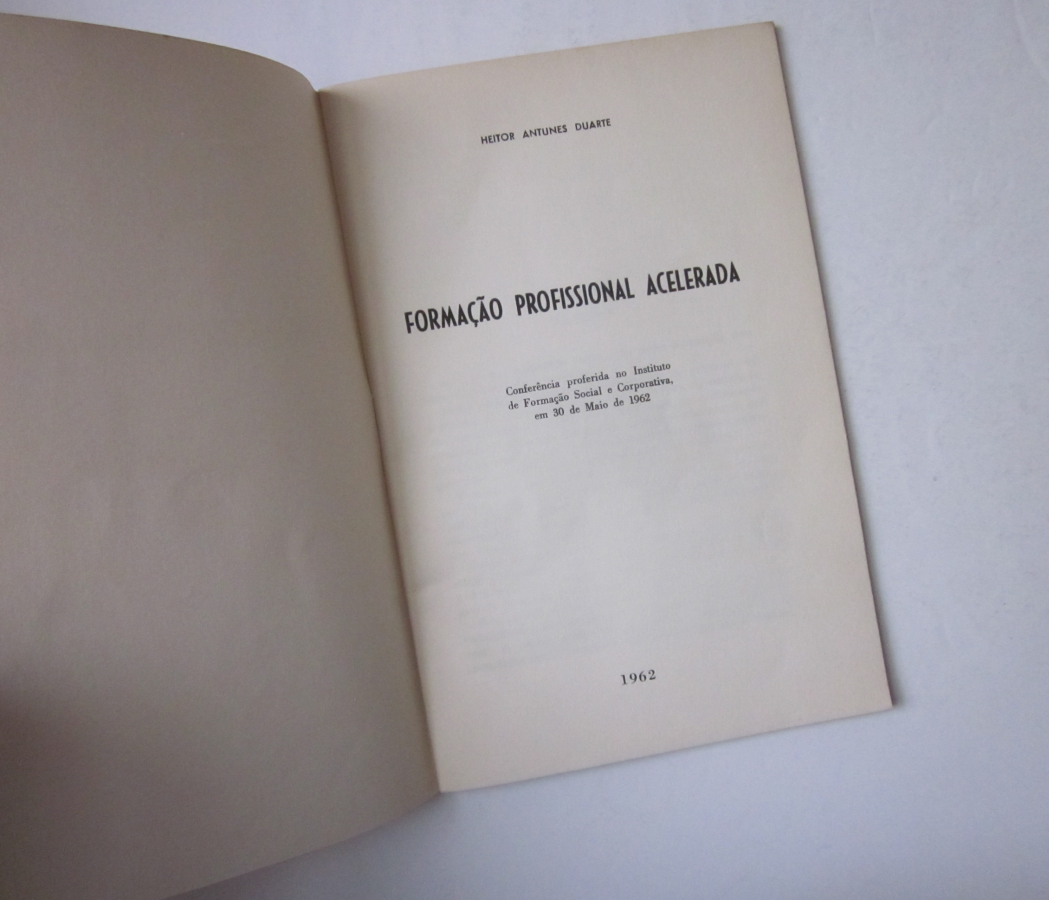 HEITOR ANTUNES DUARTE
FORMAÇÃO PROFISSIONAL ACELERADA
Conferência proferida no Instituto
de Formação Social e Corporativa,
em 30 de Maio de 1962
1962